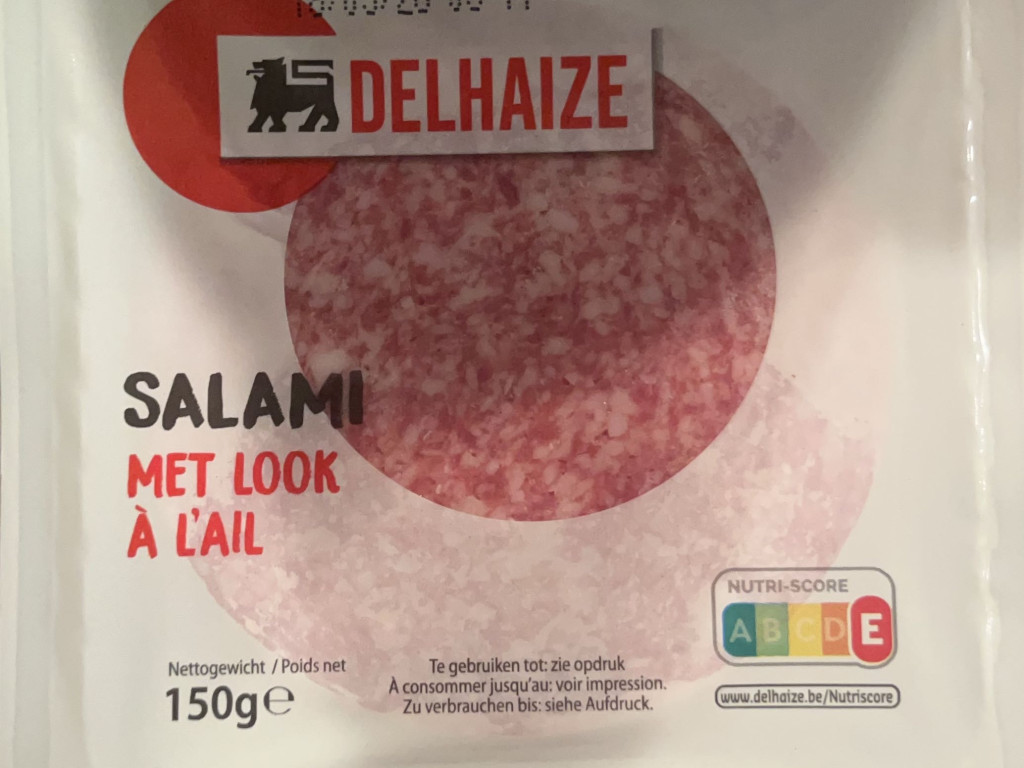 DELHAIZE
SALAMI
MET LOOK
À L'AIL
NUTRI-SCORE
A B C D E
Nettogewicht / Poids net
150g e
Te gebruiken tot: zie opdruk
À consommer jusqu'au: voir impression.
Zu verbrauchen bis: siehe Aufdruck.
www.delhaize.be/Nutriscore